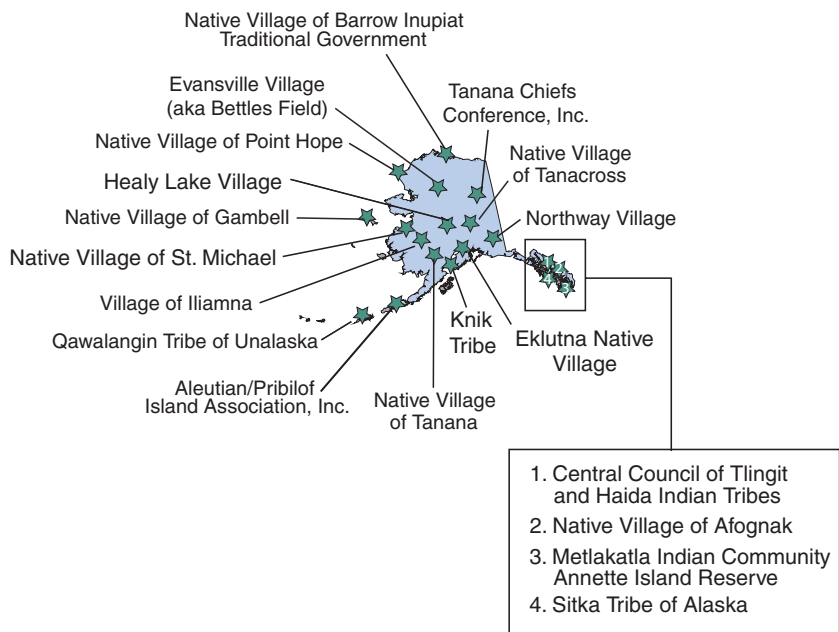 Native Village of Barrow Inupiat
Traditional Government
Evansville Village
(aka Bettles Field)
Tanana Chiefs
Conference, Inc.
Native Village of Point Hope
Native Village
of Tanacross
Healy Lake Village
Native Village of Gambell
Northway Village
Native Village of St. Michael
Village of Iliamna
Knik
Tribe
Eklutna Native
Village
Qawalangin Tribe of Unalaska
Aleutian/Pribilof
Island Association, Inc.
Native Village
of Tanana
1
2
4
3
1. Central Council of Tlingit
and Haida Indian Tribes
2. Native Village of Afognak
3. Metlakatla Indian Community
Annette Island Reserve
4. Sitka Tribe of Alaska